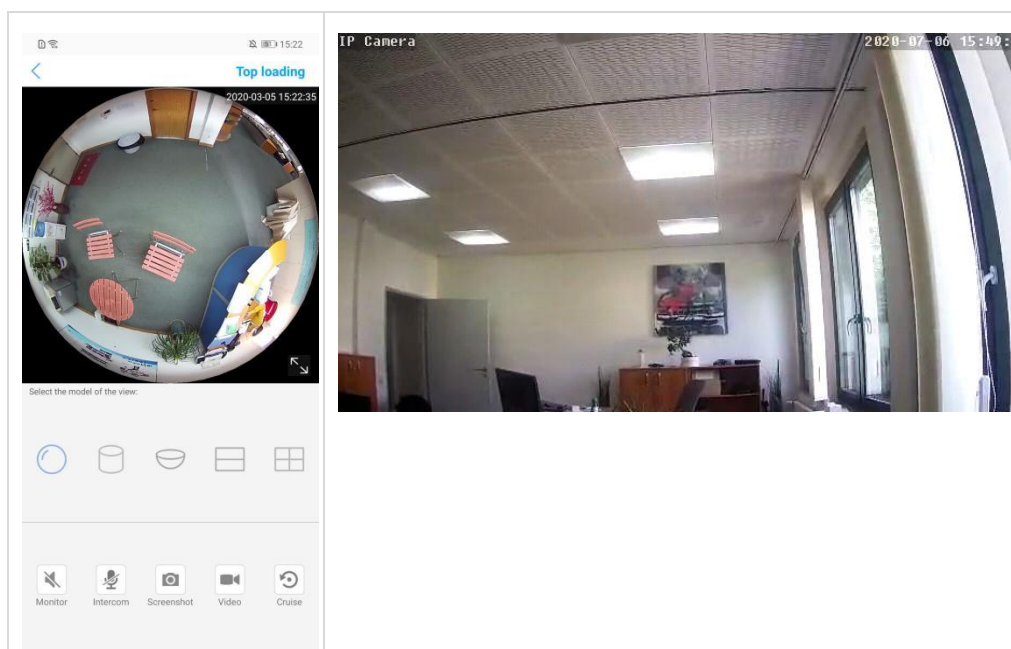 15:22
Top loading
2020-03-05 15:22:35
Select the model of the view:
Monitor Intercom Screenshot Video Cruise
IP Camera 2020-07-06 15:49: